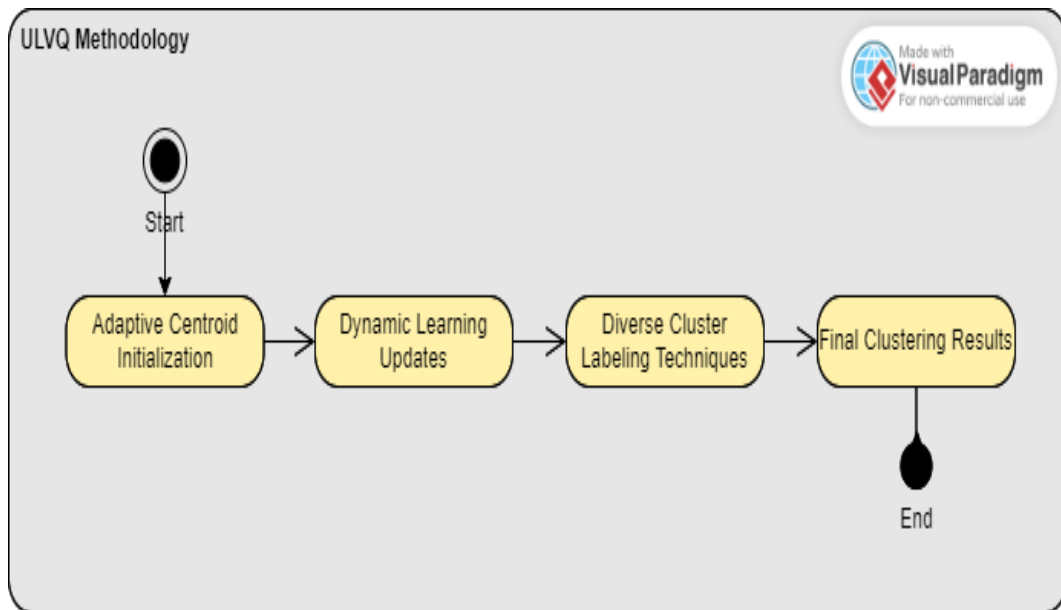 ULVQ Methodology
Made with
Visual Paradigm
For non-commercial use
Start
Adaptive Centroid
Initialization
Dynamic Learning
Updates
Diverse Cluster
Labeling Techniques
Final Clustering Results
End